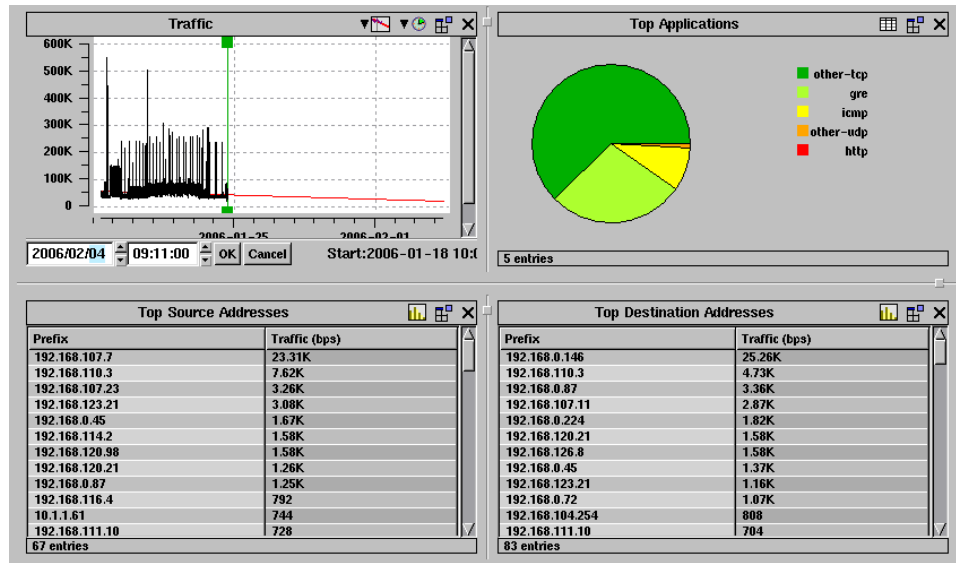 Traffic
600K
500K
400K
300K
200K
100K
0
2006-01-25 2006-02-01
2006/02/04 09:11:00 OK Cancel Start:2006-01-18 10:
Top Applications
other-tcp
gre
icmp
other-udp
http
5 entries
Top Source Addresses
Prefix Traffic (bps)
192.168.107.7 23.31K
192.168.110.3 7.62K
192.168.107.23 3.26K
192.168.123.21 3.08K
192.168.0.45 1.67K
192.168.114.2 1.58K
192.168.120.98 1.58K
192.168.120.21 1.26K
192.168.0.87 1.25K
192.168.116.4 792
10.1.1.61 744
192.168.111.10 728
67 entries
Top Destination Addresses
Prefix Traffic (bps)
192.168.0.146 25.26K
192.168.110.3 4.73K
192.168.0.87 3.36K
192.168.107.11 2.87K
192.168.0.224 1.82K
192.168.120.21 1.58K
192.168.126.8 1.58K
192.168.0.45 1.37K
192.168.123.21 1.16K
192.168.0.72 1.07K
192.168.104.254 808
192.168.111.10 704
83 entries